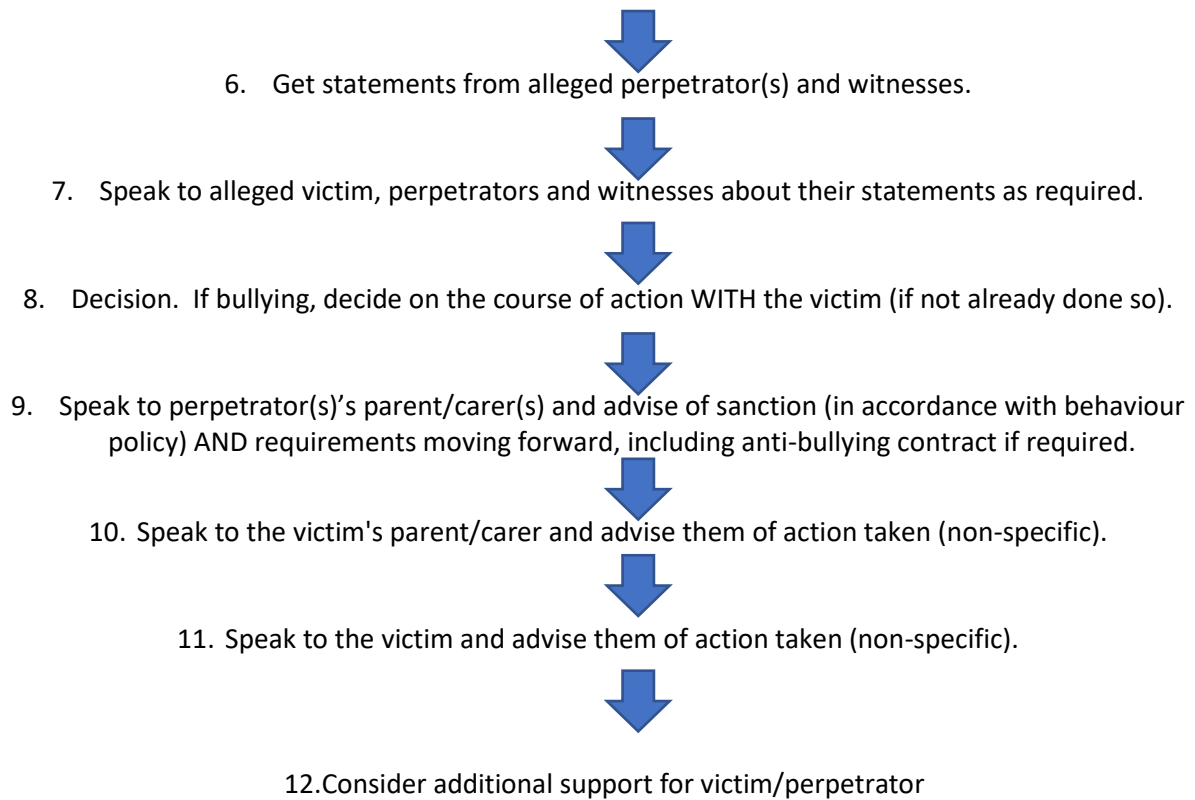 6. Get statements from alleged perpetrator(s) and witnesses.
7. Speak to alleged victim, perpetrators and witnesses about their statements as required.
8. Decision. If bullying, decide on the course of action WITH the victim (if not already done so).
9. Speak to perpetrator(s)’s parent/carer(s) and advise of sanction (in accordance with behaviour
policy) AND requirements moving forward, including anti-bullying contract if required.
10. Speak to the victim's parent/carer and advise them of action taken (non-specific).
11. Speak to the victim and advise them of action taken (non-specific).
12.Consider additional support for victim/perpetrator